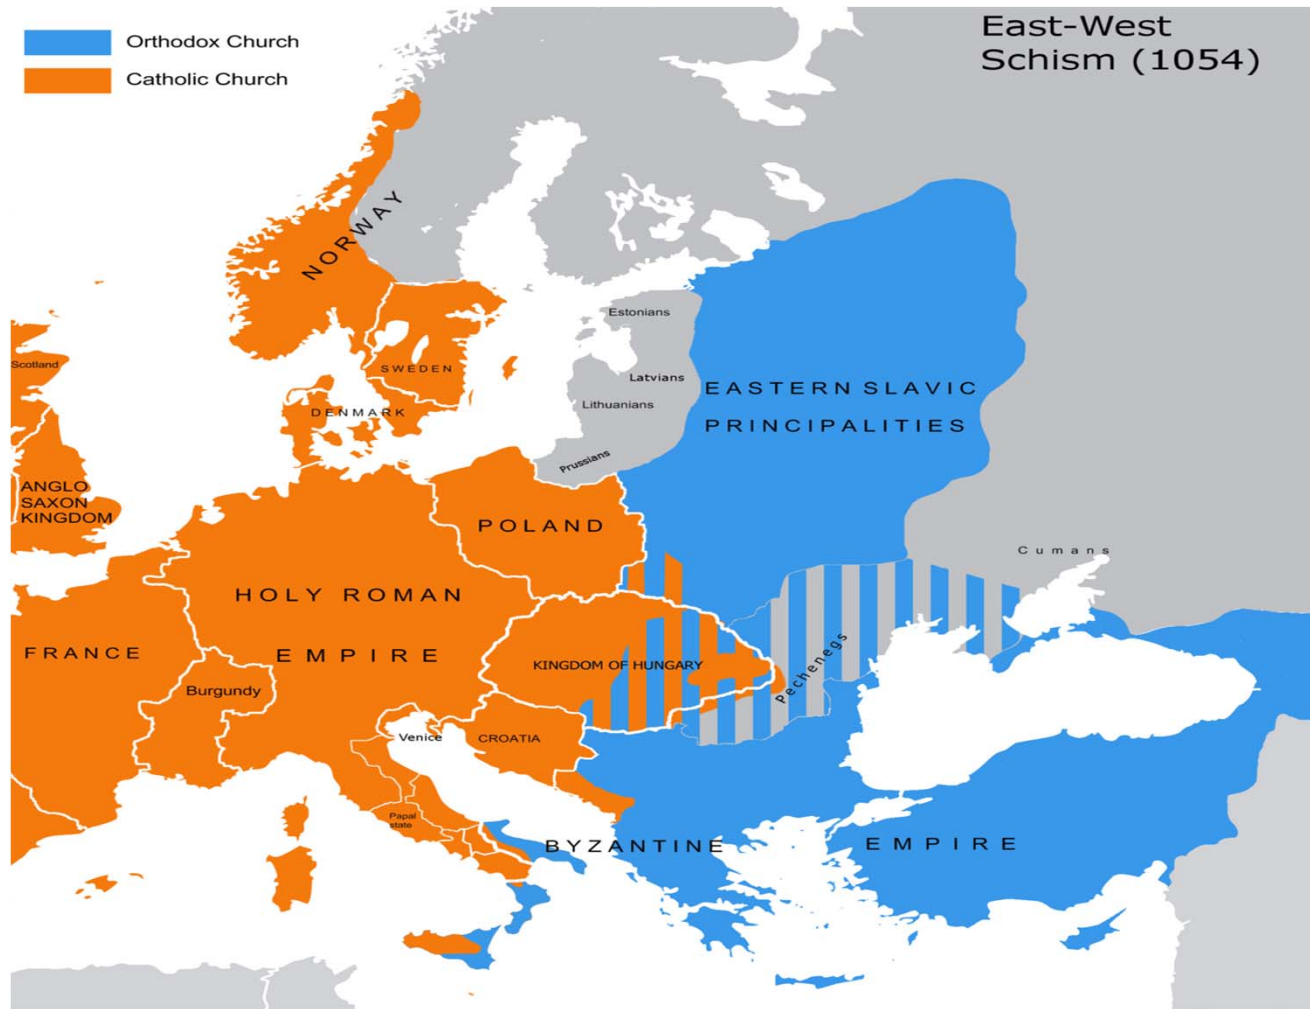 East-West
Schism (1054)
Orthodox Church
Catholic Church
NORWAY
Estonians
Scotland
SWEDEN
Latvians
EASTERN SLAVIC
Lithuanians
DENMARK
PRINCIPALITIES
Prussians
ANGLO
SAXON
KINGDOM
POLAND
Cumans
HOLY ROMAN
EMPIRE
FRANCE
KINGDOM OF HUNGARY
Pechenegs
Burgundy
Venice
CROATIA
Papal
state
BYZANTINE
EMPIRE